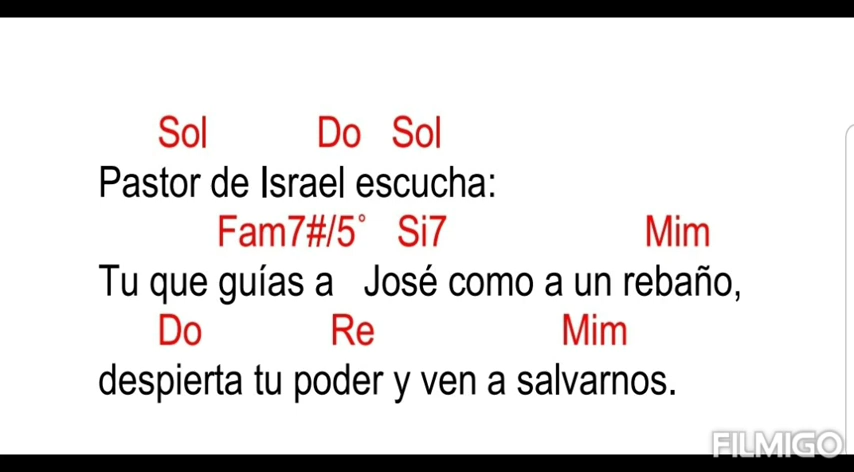 Sol Do Sol
Pastor de Israel escucha:
Fam7#/5° Si7 Mim
Tu que guías a José como a un rebaño,
Do Re Mim
despierta tu poder y ven a salvarnos.
FILMIGO